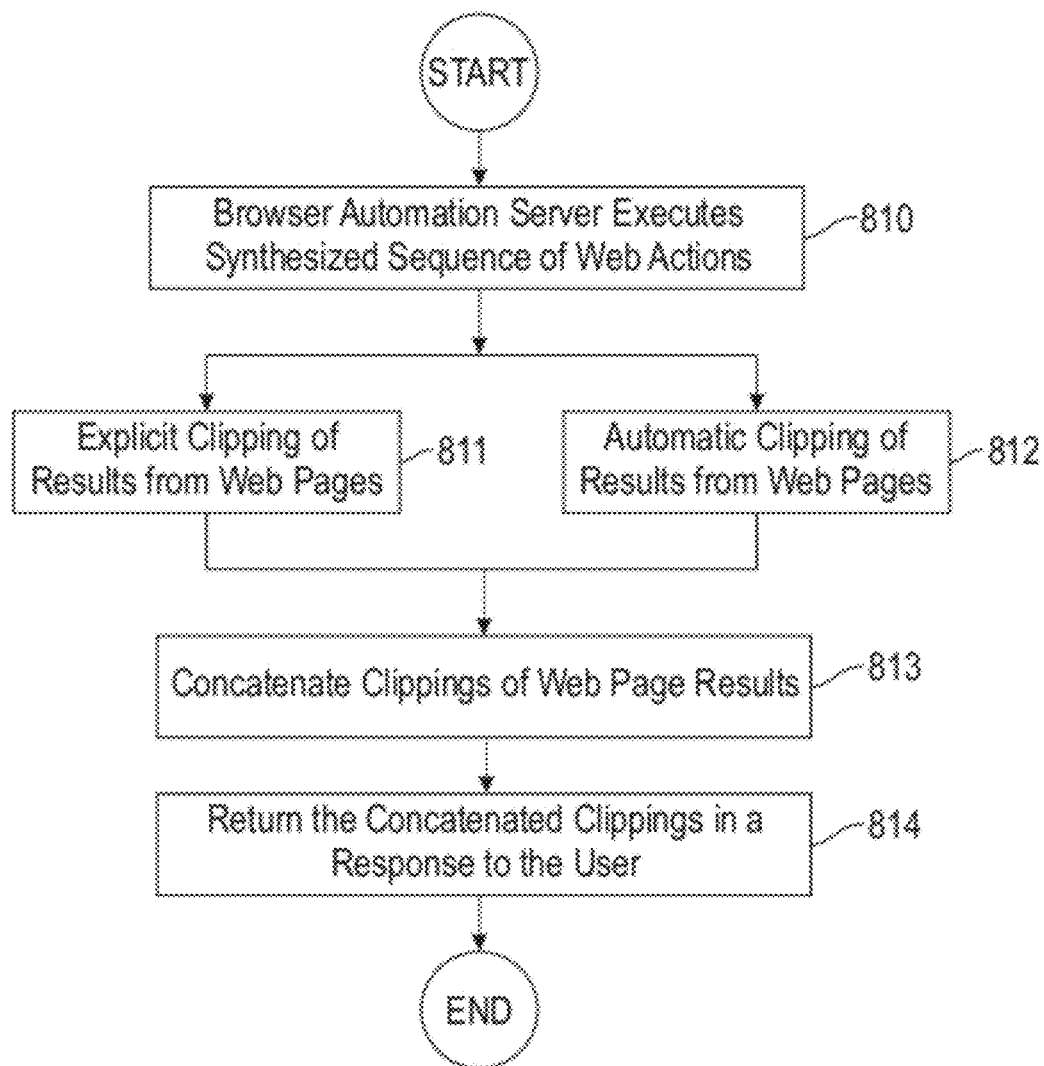 START
Browser Automation Server Executes
Synthesized Sequence of Web Actions
810
Explicit Clipping of
Results from Web Pages
811
Automatic Clipping of
Results from Web Pages
812
Concatenate Clippings of Web Page Results
813
Return the Concatenated Clippings in a
Response to the User
814
END